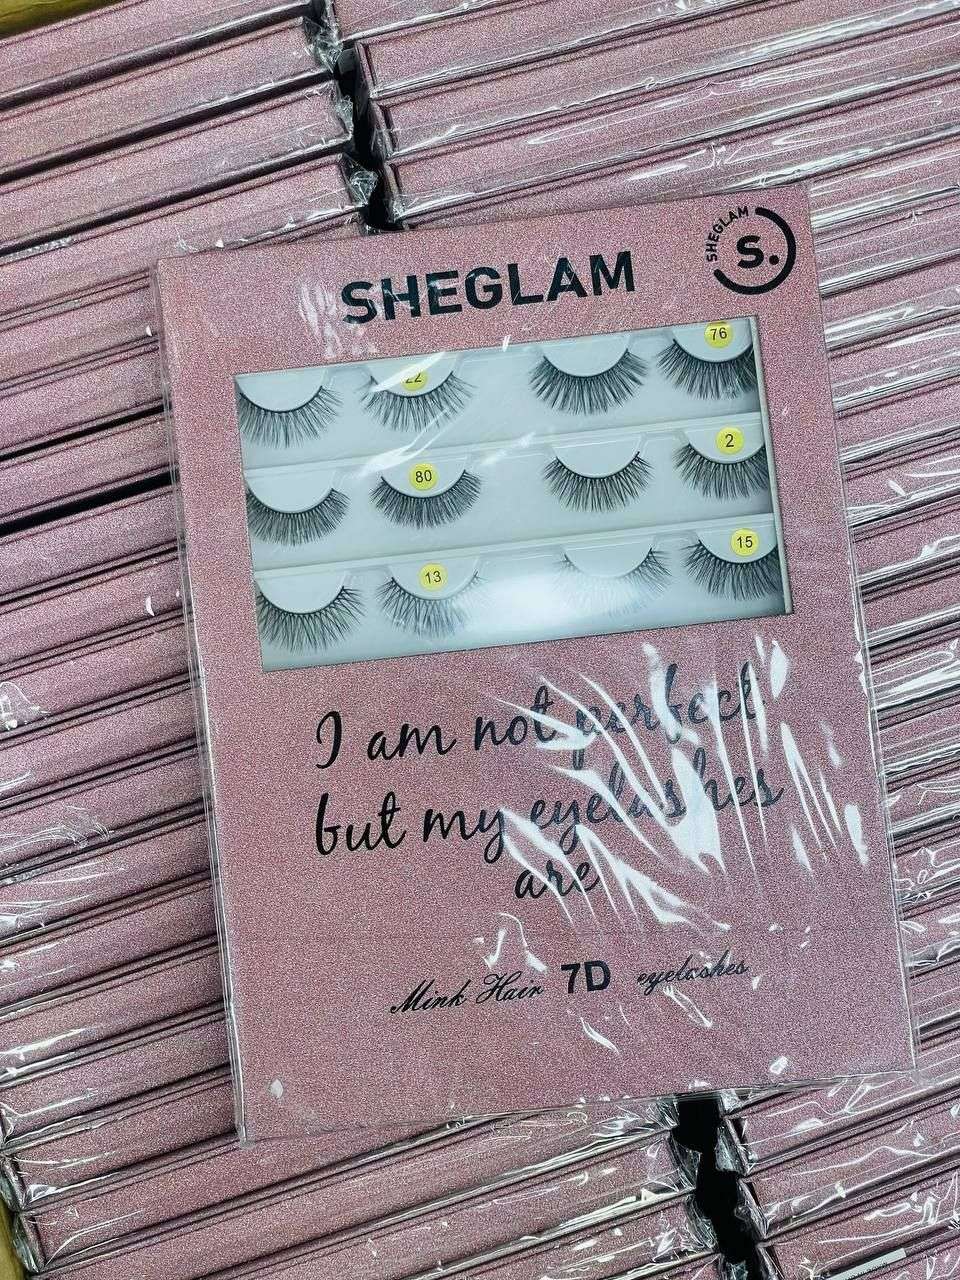 SHEGLAM
SHEGLAM
S.
22
76
80
2
13
15
I am not perfect
but my eyelashes
are
Mink Hair 7D eyelashes